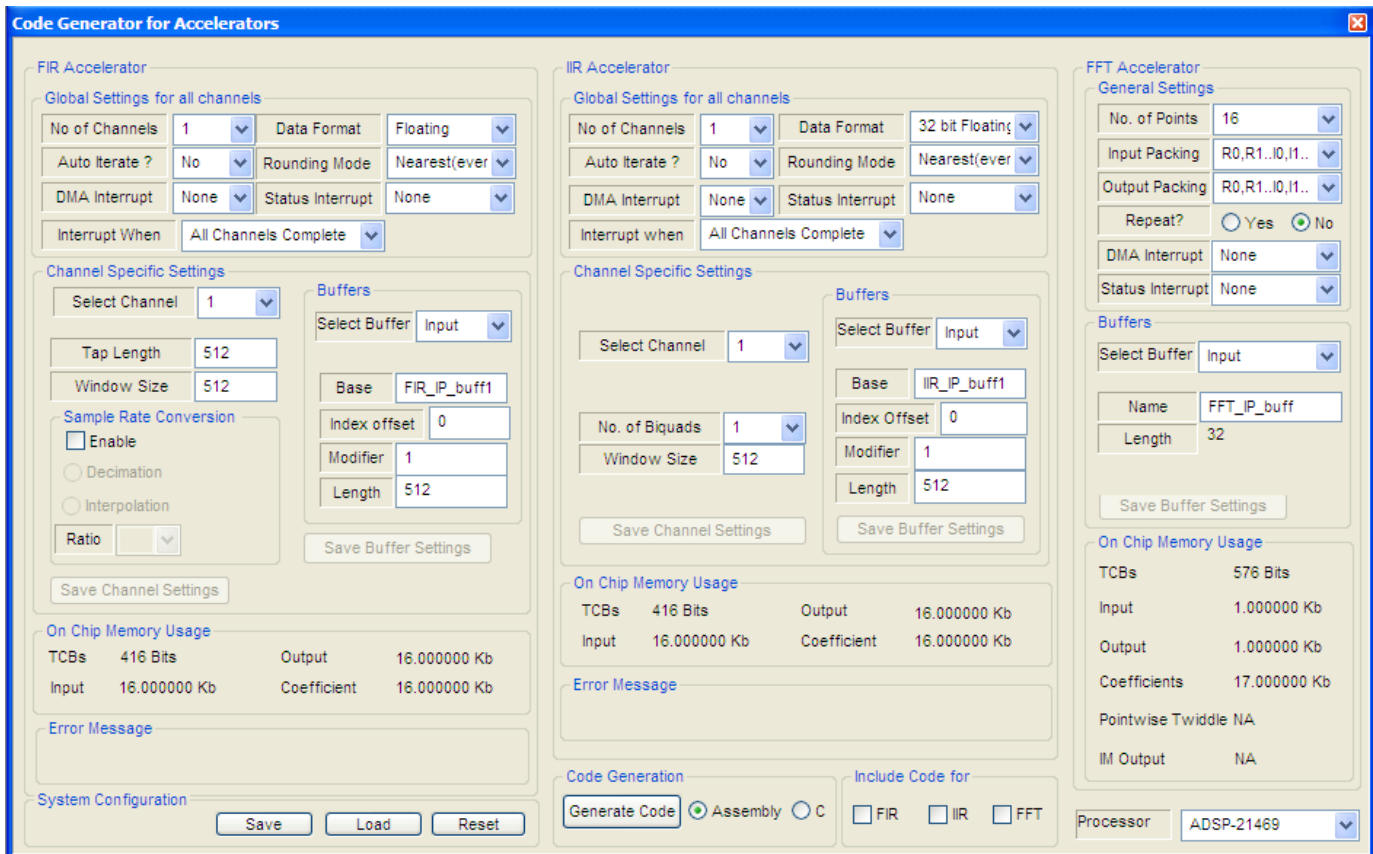 Code Generator for Accelerators
FIR Accelerator
Global Settings for all channels
No of Channels 1 Data Format Floating
Auto Iterate ? No Rounding Mode Nearest(ever
DMA Interrupt None Status Interrupt None
Interrupt When All Channels Complete
Channel Specific Settings
Select Channel 1
Tap Length 512
Window Size 512
Sample Rate Conversion
Enable
Decimation
Interpolation
Ratio
Save Channel Settings
Buffers
Select Buffer Input
Base FIR_IP_buff1
Index offset 0
Modifier 1
Length 512
Save Buffer Settings
On Chip Memory Usage
TCBs 416 Bits Output 16.000000 Kb
Input 16.000000 Kb Coefficient 16.000000 Kb
Error Message
System Configuration
Save Load Reset
IIR Accelerator
Global Settings for all channels
No of Channels 1 Data Format 32 bit Floating
Auto Iterate ? No Rounding Mode Nearest(ever
DMA Interrupt None Status Interrupt None
Interrupt when All Channels Complete
Channel Specific Settings
Select Channel 1
No. of Biquads 1
Window Size 512
Save Channel Settings
Buffers
Select Buffer Input
Base IIR_IP_buff1
Index Offset 0
Modifier 1
Length 512
Save Buffer Settings
On Chip Memory Usage
TCBs 416 Bits Output 16.000000 Kb
Input 16.000000 Kb Coefficient 16.000000 Kb
Error Message
Code Generation
Generate Code Assembly C
Include Code for
FIR IIR FFT
FFT Accelerator
General Settings
No. of Points 16
Input Packing R0,R1..I0,I1..
Output Packing R0,R1..I0,I1..
Repeat? Yes No
DMA Interrupt None
Status Interrupt None
Buffers
Select Buffer Input
Name FFT_IP_buff
Length 32
Save Buffer Settings
On Chip Memory Usage
TCBs 576 Bits
Input 1.000000 Kb
Output 1.000000 Kb
Coefficients 17.000000 Kb
Pointwise Twiddle NA
IM Output NA
Processor ADSP-21469